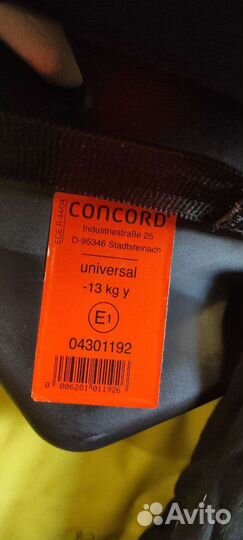 ECE R 44/04
CONCORD
Industriestraße 25
D-95346 Stadtsteinach
universal
-13 kg y
E1
04301192
0 006281 011926
Avito